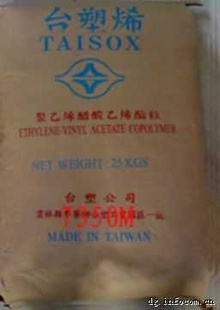 台塑烯
TAISOX
聚乙烯醋酸乙烯酯粒
ETHYLENE-VINYL ACETATE COPOLYMER
NET WEIGHT: 25 KGS
台塑公司
7350M
MADE IN TAIWAN
dg.infocom.cn